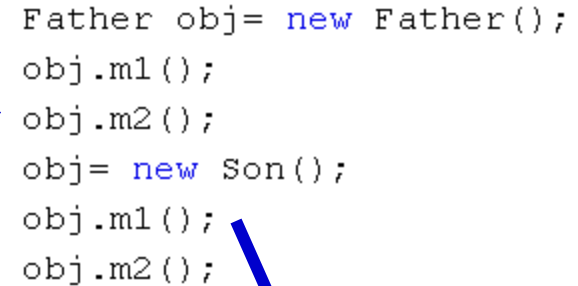 Father obj= new Father();
obj.m1();
obj.m2();
obj= new Son();
obj.m1();
obj.m2();